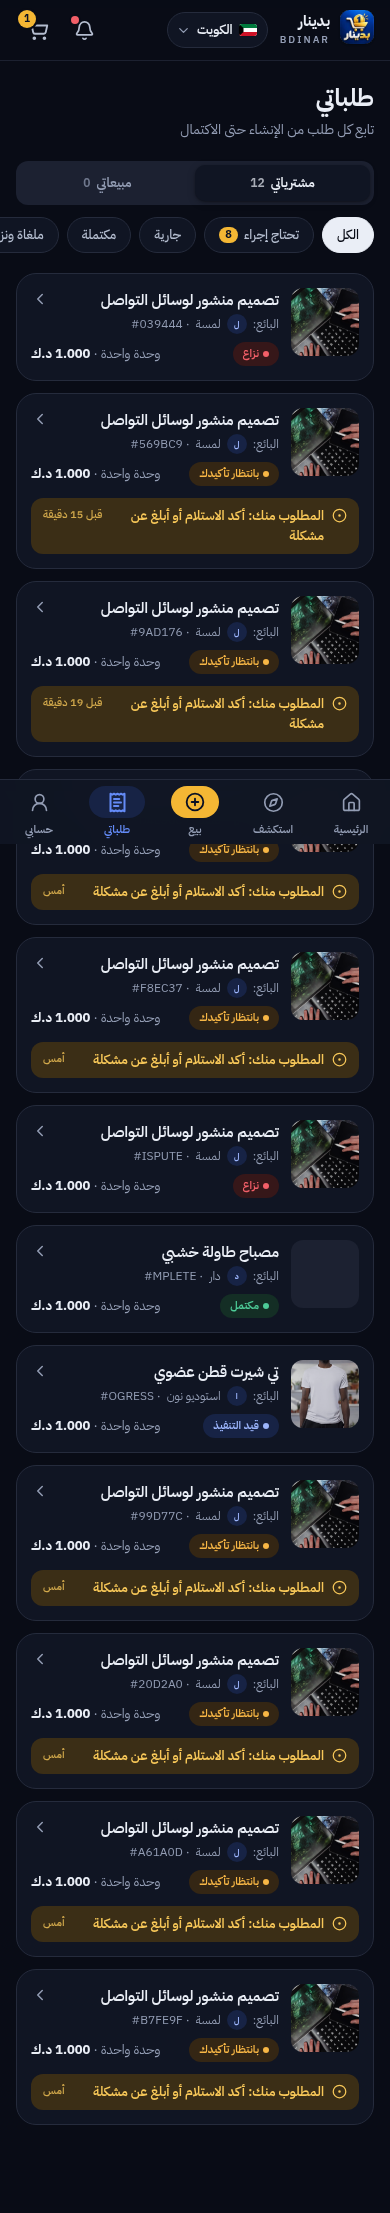 بدينار
BDINAR
الكويت
1
طلباتي
تابع كل طلب من الإنشاء حتى الاكتمال
مشترياتي 12
مبيعاتي 0
الكل
تحتاج إجراء 8
جارية
مكتملة
ملغاة ونز
تصميم منشور لوسائل التواصل
البائع: ل لمسة · #039444
نزاع
وحدة واحدة · 1.000 د.ك
تصميم منشور لوسائل التواصل
البائع: ل لمسة · #569BC9
بانتظار تأكيدك
وحدة واحدة · 1.000 د.ك
المطلوب منك: أكد الاستلام أو أبلغ عن
مشكلة
قبل 15 دقيقة
تصميم منشور لوسائل التواصل
البائع: ل لمسة · #9AD176
بانتظار تأكيدك
وحدة واحدة · 1.000 د.ك
المطلوب منك: أكد الاستلام أو أبلغ عن
مشكلة
قبل 19 دقيقة
الرئيسية
استكشف
بيع
طلباتي
حسابي
بانتظار تأكيدك
1.000 د.ك
المطلوب منك: أكد الاستلام أو أبلغ عن مشكلة
أمس
تصميم منشور لوسائل التواصل
البائع: ل لمسة · #F8EC37
بانتظار تأكيدك
وحدة واحدة · 1.000 د.ك
المطلوب منك: أكد الاستلام أو أبلغ عن مشكلة
أمس
تصميم منشور لوسائل التواصل
البائع: ل لمسة · #ISPUTE
نزاع
وحدة واحدة · 1.000 د.ك
مصباح طاولة خشبي
البائع: د دار · #MPLETE
مكتمل
وحدة واحدة · 1.000 د.ك
تي شيرت قطن عضوي
البائع: ا استوديو نون · #OGRESS
قيد التنفيذ
وحدة واحدة · 1.000 د.ك
تصميم منشور لوسائل التواصل
البائع: ل لمسة · #99D77C
بانتظار تأكيدك
وحدة واحدة · 1.000 د.ك
المطلوب منك: أكد الاستلام أو أبلغ عن مشكلة
أمس
تصميم منشور لوسائل التواصل
البائع: ل لمسة · #20D2A0
بانتظار تأكيدك
وحدة واحدة · 1.000 د.ك
المطلوب منك: أكد الاستلام أو أبلغ عن مشكلة
أمس
تصميم منشور لوسائل التواصل
البائع: ل لمسة · #A61A0D
بانتظار تأكيدك
وحدة واحدة · 1.000 د.ك
المطلوب منك: أكد الاستلام أو أبلغ عن مشكلة
أمس
تصميم منشور لوسائل التواصل
البائع: ل لمسة · #B7FE9F
بانتظار تأكيدك
وحدة واحدة · 1.000 د.ك
المطلوب منك: أكد الاستلام أو أبلغ عن مشكلة
أمس